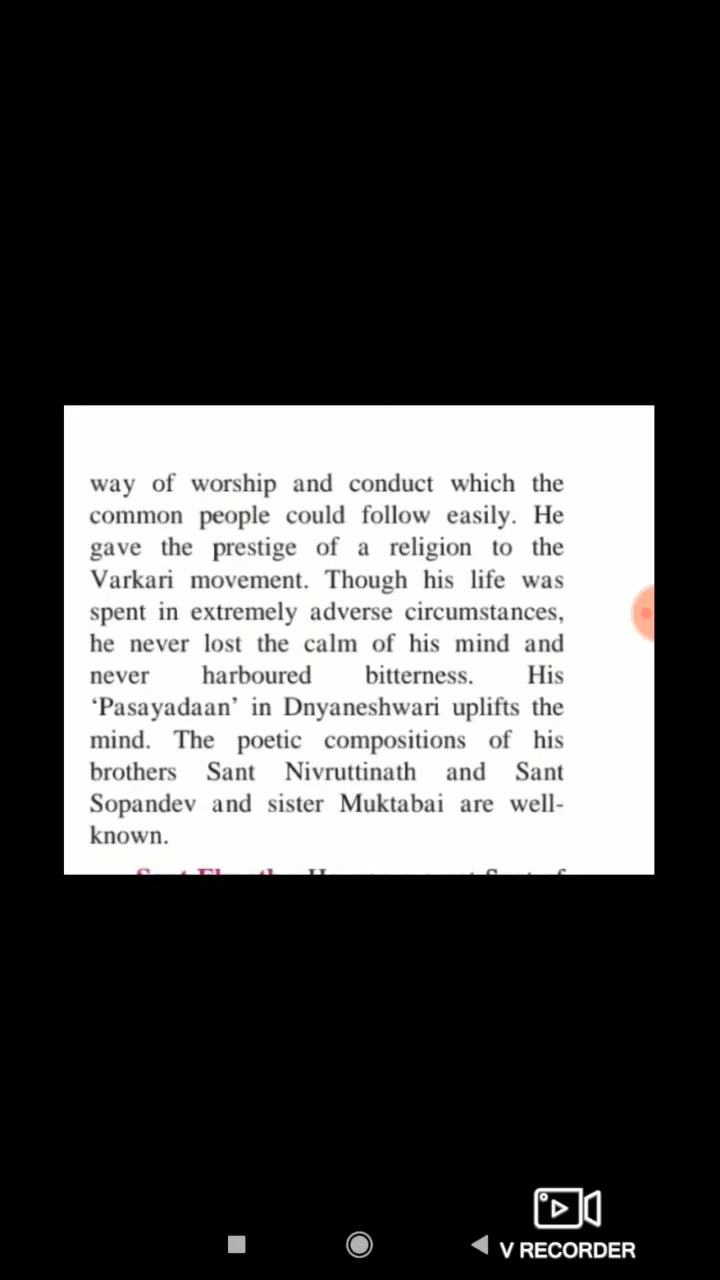 way of worship and conduct which the
common people could follow easily. He
gave the prestige of a religion to the
Varkari movement. Though his life was
spent in extremely adverse circumstances,
he never lost the calm of his mind and
never harboured bitterness. His
‘Pasayadaan’ in Dnyaneshwari uplifts the
mind. The poetic compositions of his
brothers Sant Nivruttinath and Sant
Sopandev and sister Muktabai are well-
known.
V RECORDER